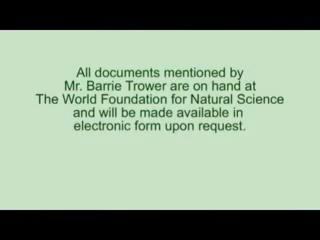 All documents mentioned by
Mr. Barrie Trower are on hand at
The World Foundation for Natural Science
and will be made available in
electronic form upon request.